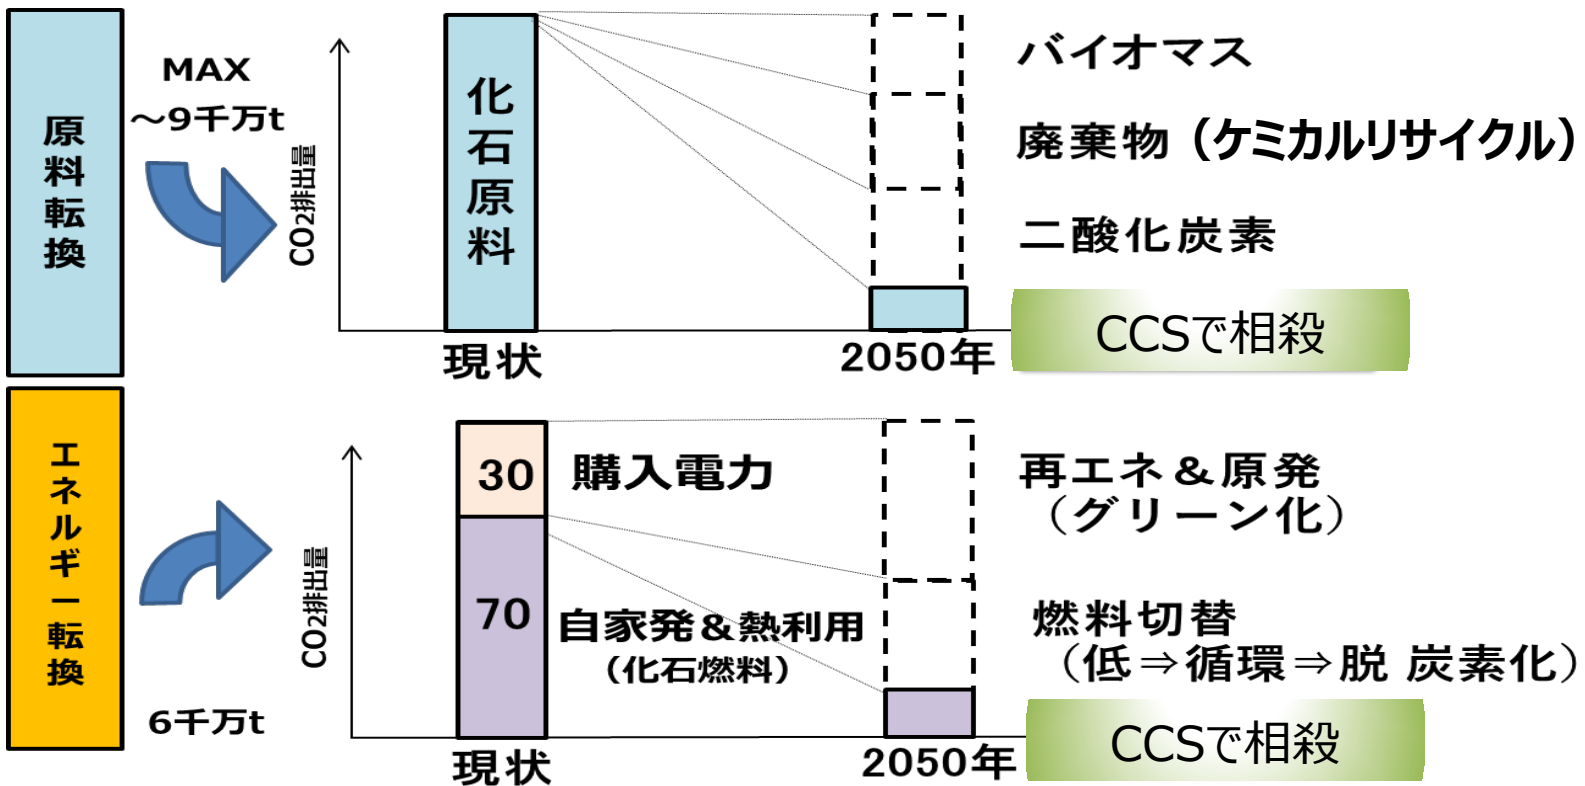 原料転換
MAX
～9千万t
CO2排出量
化石原料
現状
2050年
バイオマス
廃棄物（ケミカルリサイクル）
二酸化炭素
CCSで相殺
エネルギー転換
6千万t
CO2排出量
30
購入電力
70
自家発＆熱利用
（化石燃料）
現状
2050年
再エネ＆原発
（グリーン化）
燃料切替
（低⇒循環⇒脱 炭素化）
CCSで相殺